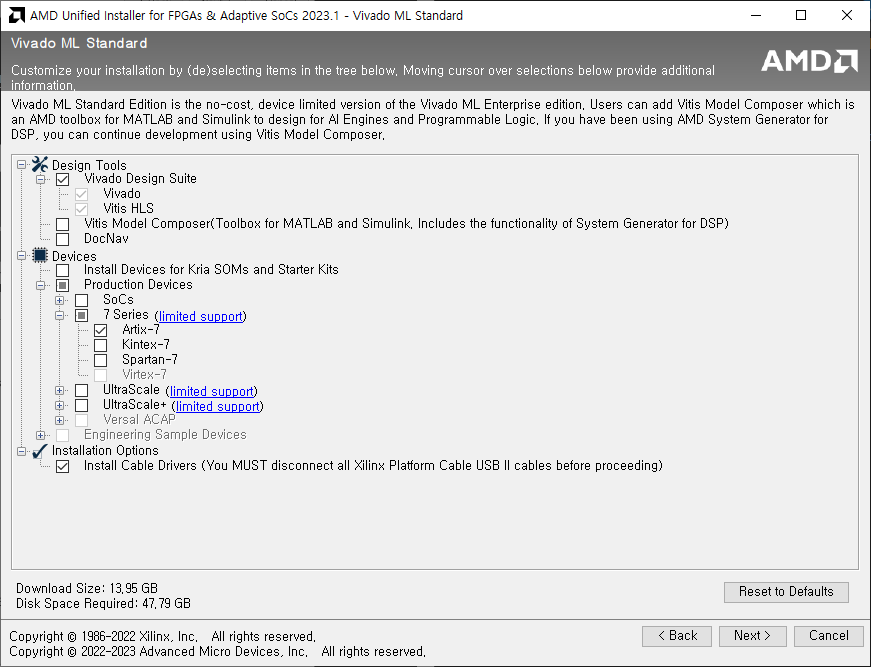 AMD Unified Installer for FPGAs & Adaptive SoCs 2023.1 - Vivado ML Standard
Vivado ML Standard
Customize your installation by (de)selecting items in the tree below. Moving cursor over selections below provide additional
information.
AMD
Vivado ML Standard Edition is the no-cost, device limited version of the Vivado ML Enterprise edition. Users can add Vitis Model Composer which is
an AMD toolbox for MATLAB and Simulink to design for AI Engines and Programmable Logic. If you have been using AMD System Generator for
DSP, you can continue development using Vitis Model Composer.
Design Tools
Vivado Design Suite
Vivado
Vitis HLS
Vitis Model Composer(Toolbox for MATLAB and Simulink. Includes the functionality of System Generator for DSP)
DocNav
Devices
Install Devices for Kria SOMs and Starter Kits
Production Devices
SoCs
7 Series (limited support)
Artix-7
Kintex-7
Spartan-7
Virtex-7
UltraScale (limited support)
UltraScale+ (limited support)
Versal ACAP
Engineering Sample Devices
Installation Options
Install Cable Drivers (You MUST disconnect all Xilinx Platform Cable USB II cables before proceeding)
Download Size: 13.95 GB
Disk Space Required: 47.79 GB
Reset to Defaults
Copyright © 1986-2022 Xilinx, Inc. All rights reserved.
Copyright © 2022-2023 Advanced Micro Devices, Inc. All rights reserved.
< Back
Next >
Cancel